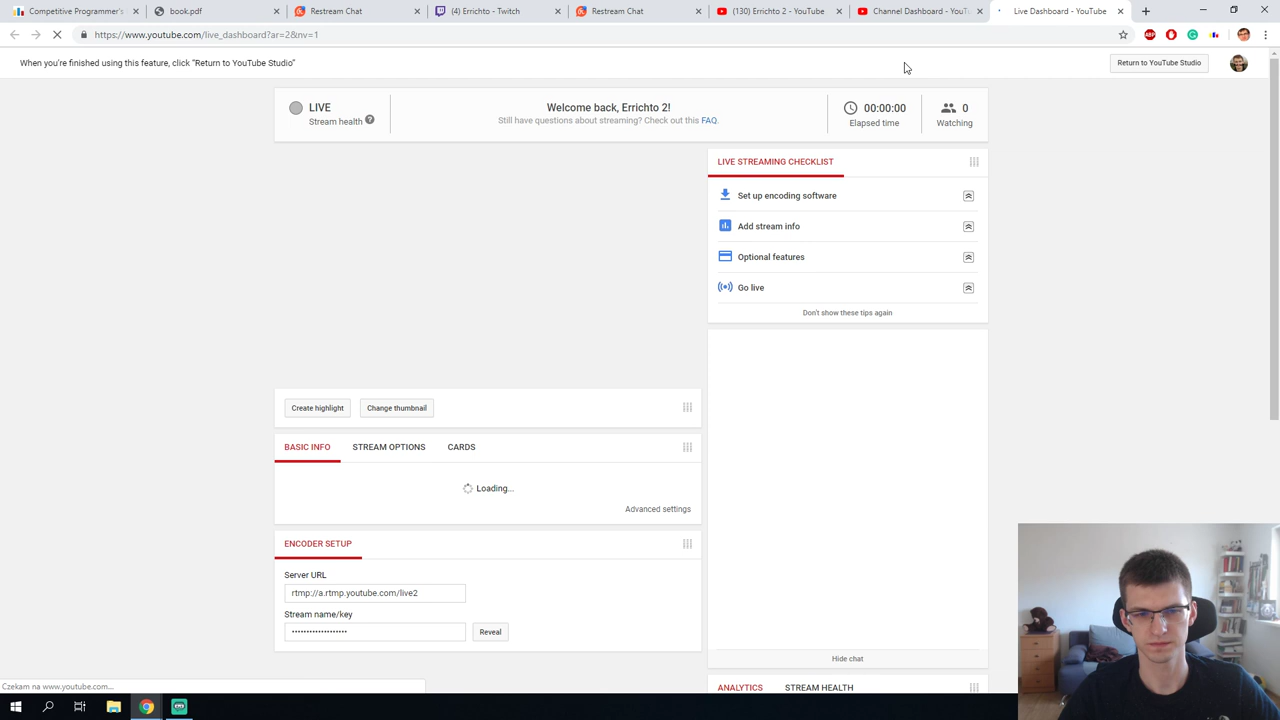 Competitive Programmer's
book.pdf
Restream Chat
(4) Errichto - Twitch
Restream Chat
(130) Errichto 2 - YouTube
Channel Dashboard - YouTu
Live Dashboard - YouTube
https://www.youtube.com/live_dashboard?ar=2&nv=1
When you're finished using this feature, click "Return to YouTube Studio"
Return to YouTube Studio
LIVE
Stream health
Welcome back, Errichto 2!
Still have questions about streaming? Check out this FAQ.
00:00:00
Elapsed time
0
Watching
LIVE STREAMING CHECKLIST
Set up encoding software
Add stream info
Optional features
Go live
Don't show these tips again
Create highlight
Change thumbnail
BASIC INFO
STREAM OPTIONS
CARDS
Loading...
Advanced settings
ENCODER SETUP
Server URL
rtmp://a.rtmp.youtube.com/live2
Stream name/key
•••••••••••••••••••
Reveal
Hide chat
ANALYTICS
STREAM HEALTH
Czekam na www.youtube.com...